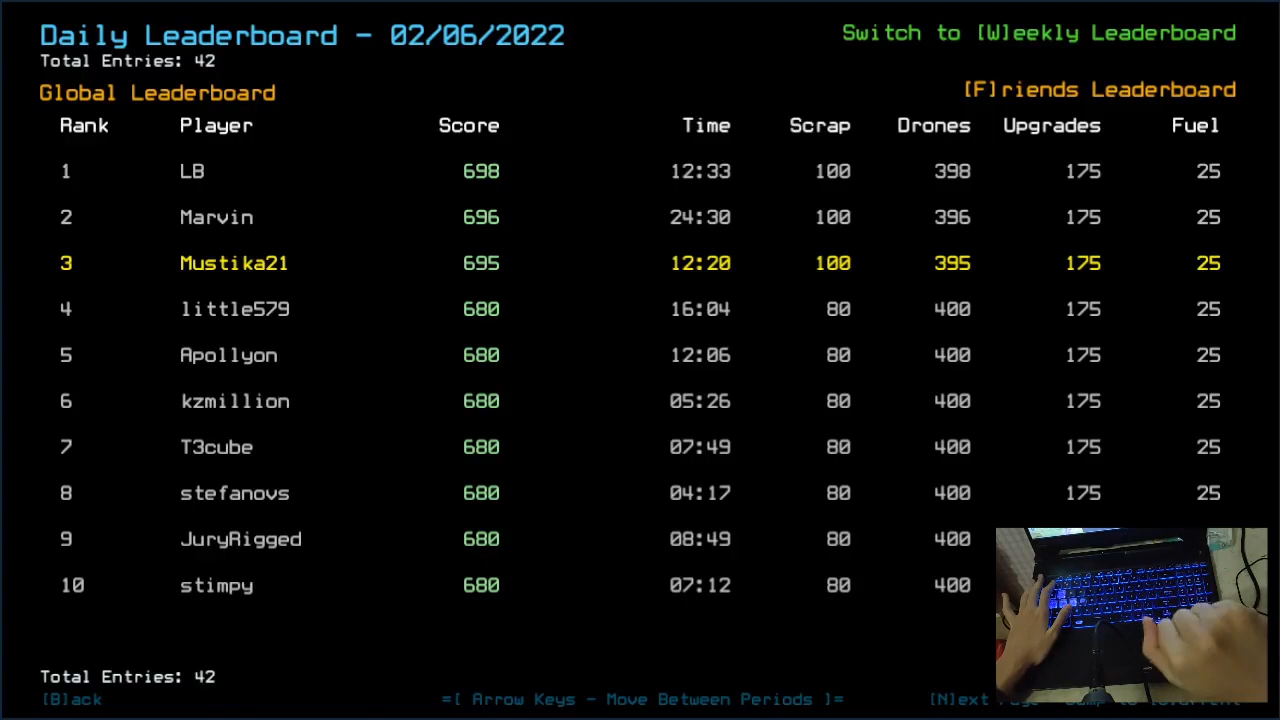 Daily Leaderboard - 02/06/2022 Switch to [W]eekly Leaderboard
Total Entries: 42
Global Leaderboard [F]riends Leaderboard
Rank Player Score Time Scrap Drones Upgrades Fuel
1 LB 698 12:33 100 398 175 25
2 Marvin 696 24:30 100 396 175 25
3 Mustika21 695 12:20 100 395 175 25
4 little579 680 16:04 80 400 175 25
5 Apollyon 680 12:06 80 400 175 25
6 kzmillion 680 05:26 80 400 175 25
7 T3cube 680 07:49 80 400 175 25
8 stefanovs 680 04:17 80 400 175 25
9 JuryRigged 680 08:49 80 400
10 stimpy 680 07:12 80 400
Total Entries: 42
[B]ack =[ Arrow Keys - Move Between Periods ]= [N]ext